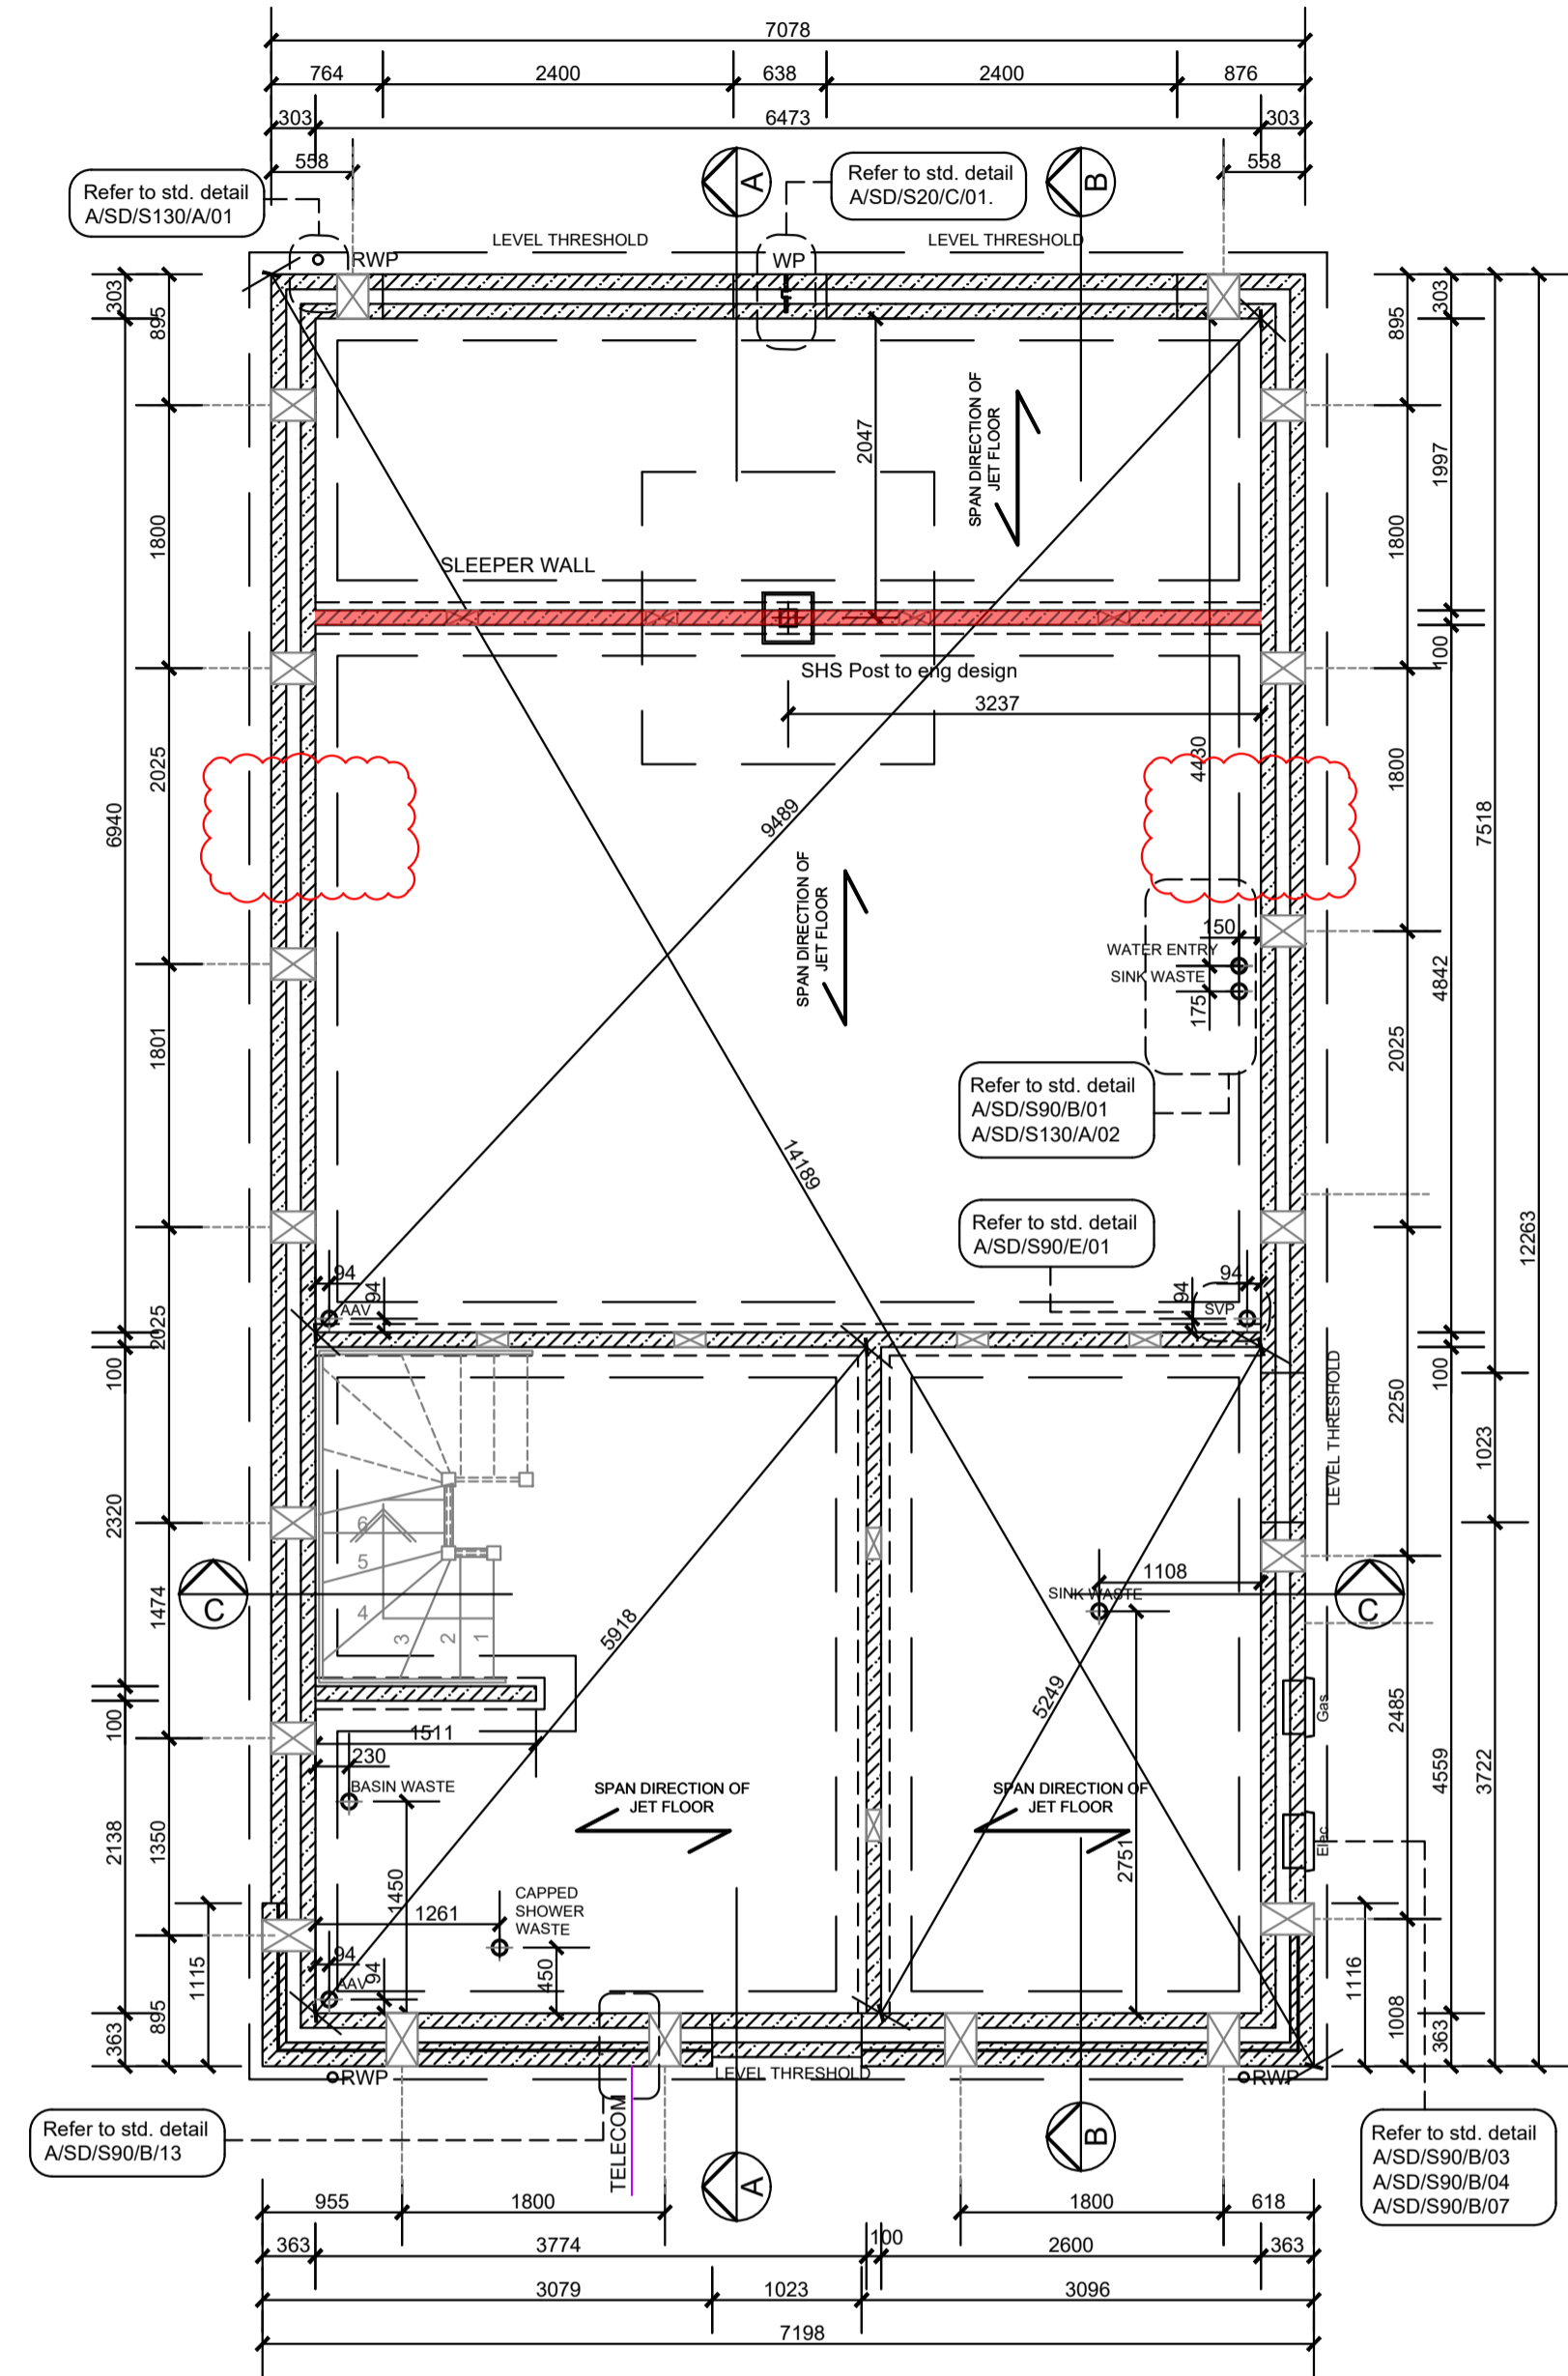 7078
764
2400
638
2400
876
303
6473
303
558
558
Refer to std. detail
A/SD/S130/A/01
A
Refer to std. detail
A/SD/S20/C/01.
B
LEVEL THRESHOLD
LEVEL THRESHOLD
RWP
WP
303
895
303
895
2047
SPAN DIRECTION OF
JET FLOOR
1997
1800
1800
SLEEPER WALL
SHS Post to eng design
100
3237
2025
4430
1800
6940
9489
7518
SPAN DIRECTION OF
JET FLOOR
150
WATER ENTRY
SINK WASTE
175
4842
1801
2025
Refer to std. detail
A/SD/S90/B/01
A/SD/S130/A/02
14189
Refer to std. detail
A/SD/S90/E/01
12263
94
94
AAV
94
94
SVP
2025
100
100
2250
LEVEL THRESHOLD
1023
2320
6
5
4
3
2
1
C
1474
5918
1108
SINK WASTE
C
5249
2485
Gas
100
1511
230
BASIN WASTE
SPAN DIRECTION OF
JET FLOOR
SPAN DIRECTION OF
JET FLOOR
4559
3722
Elec
2138
1350
1450
2751
CAPPED
SHOWER
WASTE
1261
94
94
AAV
450
1115
1116
895
363
1008
363
RWP
LEVEL THRESHOLD
RWP
TELECOM
Refer to std. detail
A/SD/S90/B/13
B
A
Refer to std. detail
A/SD/S90/B/03
A/SD/S90/B/04
A/SD/S90/B/07
955
1800
1800
618
363
3774
100
2600
363
3079
1023
3096
7198